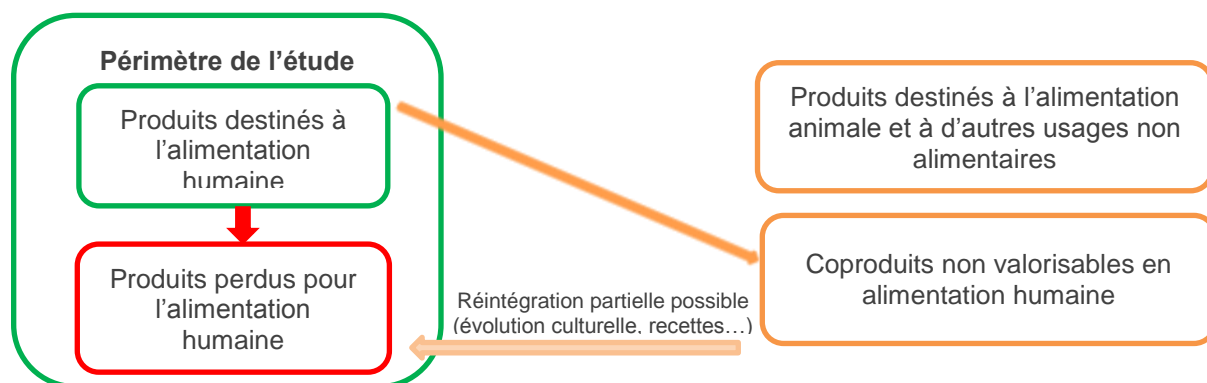 Périmètre de l’étude
Produits destinés à
l’alimentation
humaine
Produits perdus pour
l’alimentation
humaine
Réintégration partielle possible
(évolution culturelle, recettes…)
Produits destinés à l’alimentation
animale et à d’autres usages non
alimentaires
Coproduits non valorisables en
alimentation humaine